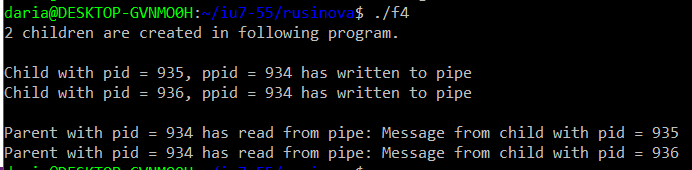 daria@DESKTOP-GVNMO0H:~/iu7-55/rusinova$ ./f4
2 children are created in following program.
Child with pid = 935, ppid = 934 has written to pipe
Child with pid = 936, ppid = 934 has written to pipe
Parent with pid = 934 has read from pipe: Message from child with pid = 935
Parent with pid = 934 has read from pipe: Message from child with pid = 936